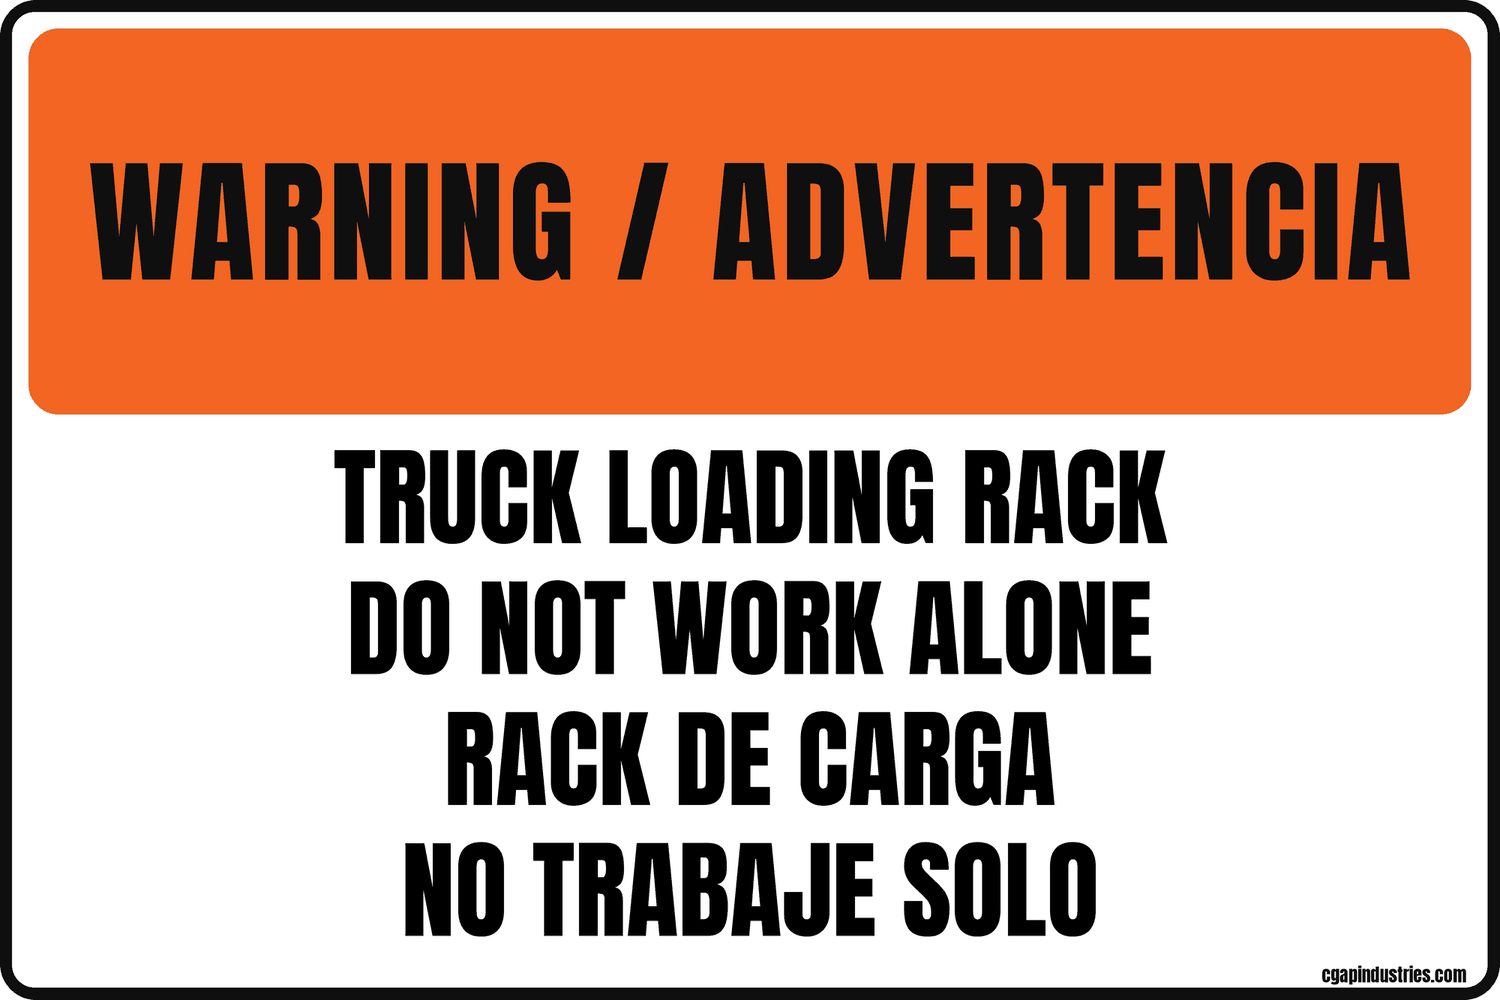 WARNING / ADVERTENCIA
TRUCK LOADING RACK
DO NOT WORK ALONE
RACK DE CARGA
NO TRABAJE SOLO
cgapindustries.com